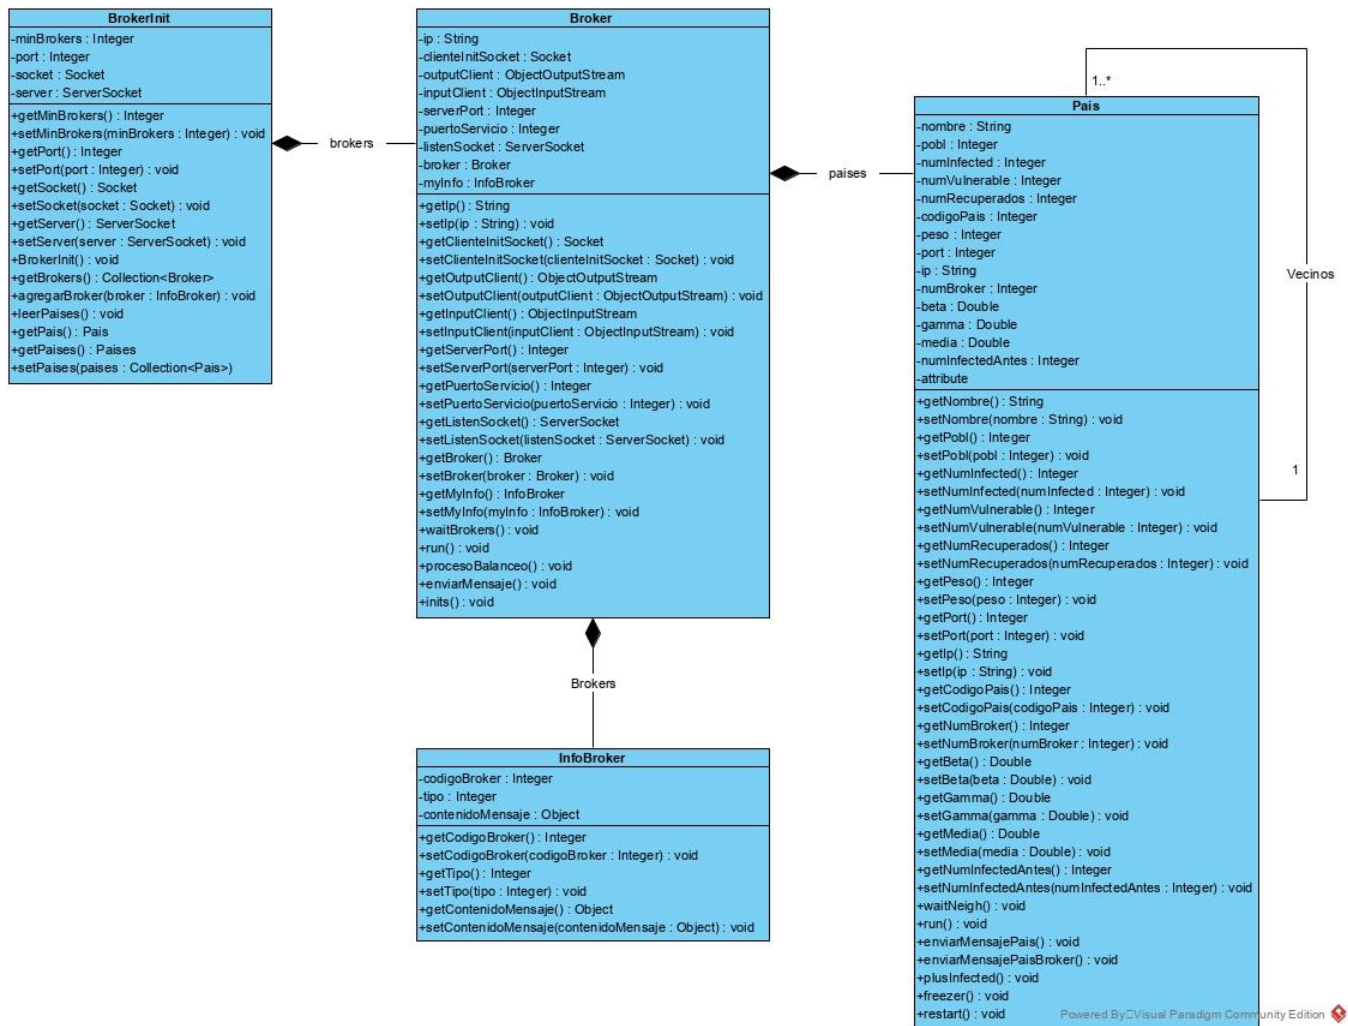 BrokerInit
-minBrokers : Integer
-port : Integer
-socket : Socket
-server : ServerSocket
+getMinBrokers() : Integer
+setMinBrokers(minBrokers : Integer) : void
+getPort() : Integer
+setPort(port : Integer) : void
+getSocket() : Socket
+setSocket(socket : Socket) : void
+getServer() : ServerSocket
+setServer(server : ServerSocket) : void
+BrokerInit() : void
+getBrokers() : Collection<Broker>
+agregarBroker(broker : InfoBroker) : void
+leerPaises() : void
+getPais() : Pais
+getPaises() : Paises
+setPaises(paises : Collection<Pais>)
brokers
Broker
-ip : String
-clienteInitSocket : Socket
-outputClient : ObjectOutputStream
-inputClient : ObjectInputStream
-serverPort : Integer
-puertoServicio : Integer
-listenSocket : ServerSocket
-broker : Broker
-myInfo : InfoBroker
+getIp() : String
+setIp(ip : String) : void
+getClienteInitSocket() : Socket
+setClienteInitSocket(clienteInitSocket : Socket) : void
+getOutputClient() : ObjectOutputStream
+setOutputClient(outputClient : ObjectOutputStream) : void
+getInputClient() : ObjectInputStream
+setInputClient(inputClient : ObjectInputStream) : void
+getServerPort() : Integer
+setServerPort(serverPort : Integer) : void
+getPuertoServicio() : Integer
+setPuertoServicio(puertoServicio : Integer) : void
+getListenSocket() : ServerSocket
+setListenSocket(listenSocket : ServerSocket) : void
+getBroker() : Broker
+setBroker(broker : Broker) : void
+getMyInfo() : InfoBroker
+setMyInfo(myInfo : InfoBroker) : void
+waitBrokers() : void
+run() : void
+procesoBalanceo() : void
+enviarMensaje() : void
+inits() : void
paises
Brokers
InfoBroker
-codigoBroker : Integer
-tipo : Integer
-contenidoMensaje : Object
+getCodigoBroker() : Integer
+setCodigoBroker(codigoBroker : Integer) : void
+getTipo() : Integer
+setTipo(tipo : Integer) : void
+getContenidoMensaje() : Object
+setContenidoMensaje(contenidoMensaje : Object) : void
1..*
Pais
-nombre : String
-pobl : Integer
-numInfected : Integer
-numVulnerable : Integer
-numRecuperados : Integer
-codigoPais : Integer
-peso : Integer
-port : Integer
-ip : String
-numBroker : Integer
-beta : Double
-gamma : Double
-media : Double
-numInfectedAntes : Integer
-attribute
+getNombre() : String
+setNombre(nombre : String) : void
+getPobl() : Integer
+setPobl(pobl : Integer) : void
+getNumInfected() : Integer
+setNumInfected(numInfected : Integer) : void
+getNumVulnerable() : Integer
+setNumVulnerable(numVulnerable : Integer) : void
+getNumRecuperados() : Integer
+setNumRecuperados(numRecuperados : Integer) : void
+getPeso() : Integer
+setPeso(peso : Integer) : void
+getPort() : Integer
+setPort(port : Integer) : void
+getIp() : String
+setIp(ip : String) : void
+getCodigoPais() : Integer
+setCodigoPais(codigoPais : Integer) : void
+getNumBroker() : Integer
+setNumBroker(numBroker : Integer) : void
+getBeta() : Double
+setBeta(beta : Double) : void
+getGamma() : Double
+setGamma(gamma : Double) : void
+getMedia() : Double
+setMedia(media : Double) : void
+getNumInfectedAntes() : Integer
+setNumInfectedAntes(numInfectedAntes : Integer) : void
+waitNeigh() : void
+run() : void
+enviarMensajePais() : void
+enviarMensajePaisBroker() : void
+plusInfected() : void
+freezer() : void
+restart() : void
Vecinos
1
Powered By Visual Paradigm Community Edition